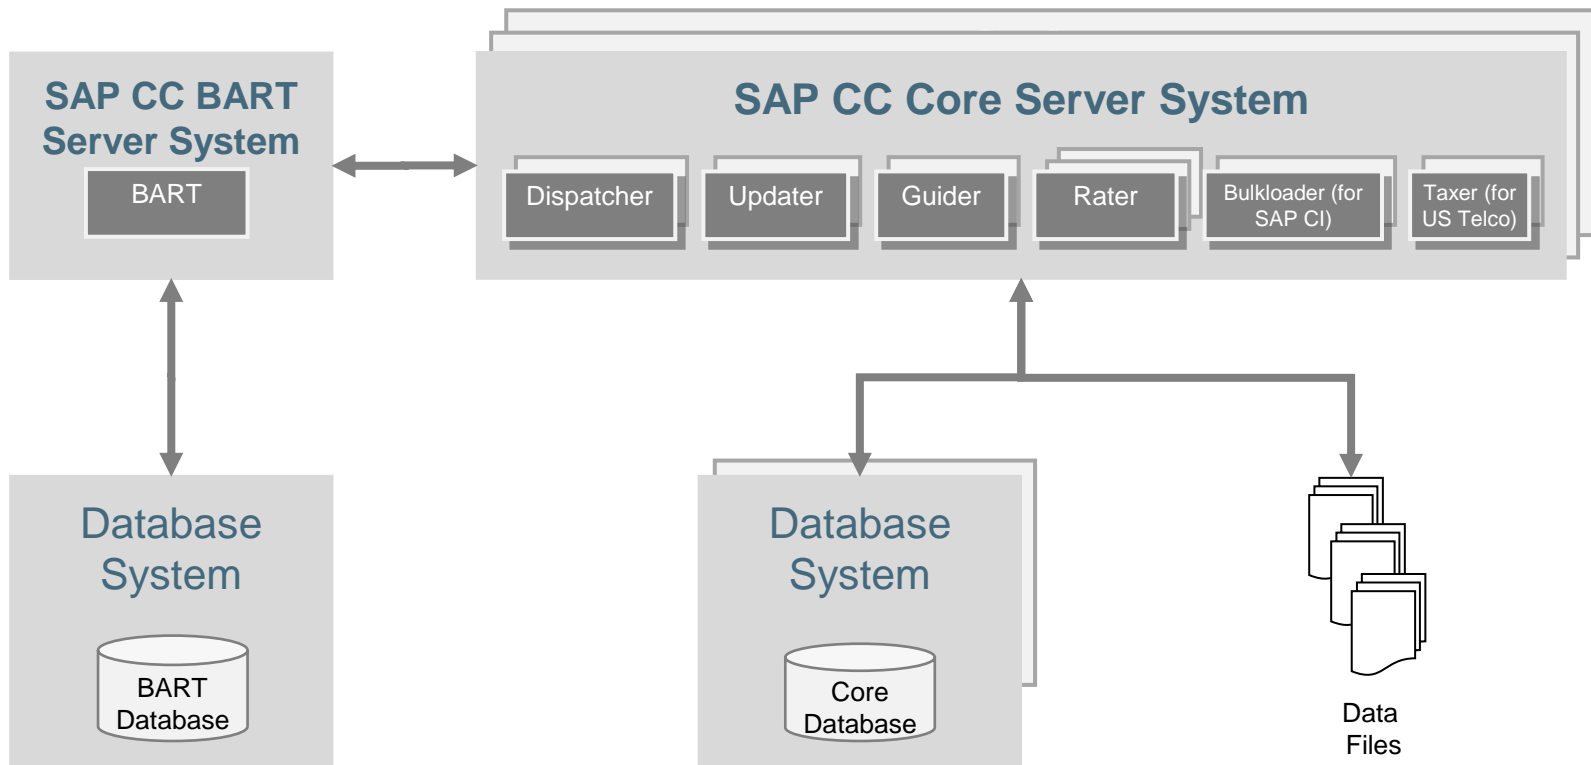 SAP CC BART
Server System
BART
SAP CC Core Server System
Dispatcher
Updater
Guider
Rater
Bulkloader (for
SAP CI)
Taxer (for
US Telco)
Database
System
BART
Database
Database
System
Core
Database
Data
Files